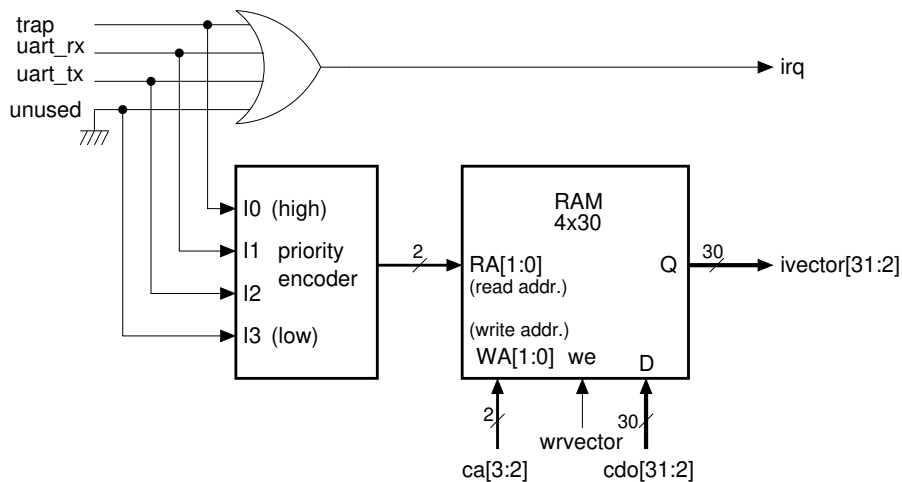 trap
uart_rx
uart_tx
unused
irq
I0 (high)
I1 priority
encoder
I2
I3 (low)
2
RAM
4x30
RA[1:0]
(read addr.)
Q
30
ivector[31:2]
(write addr.)
WA[1:0] we
D
2
30
wrvector
ca[3:2]
cdo[31:2]